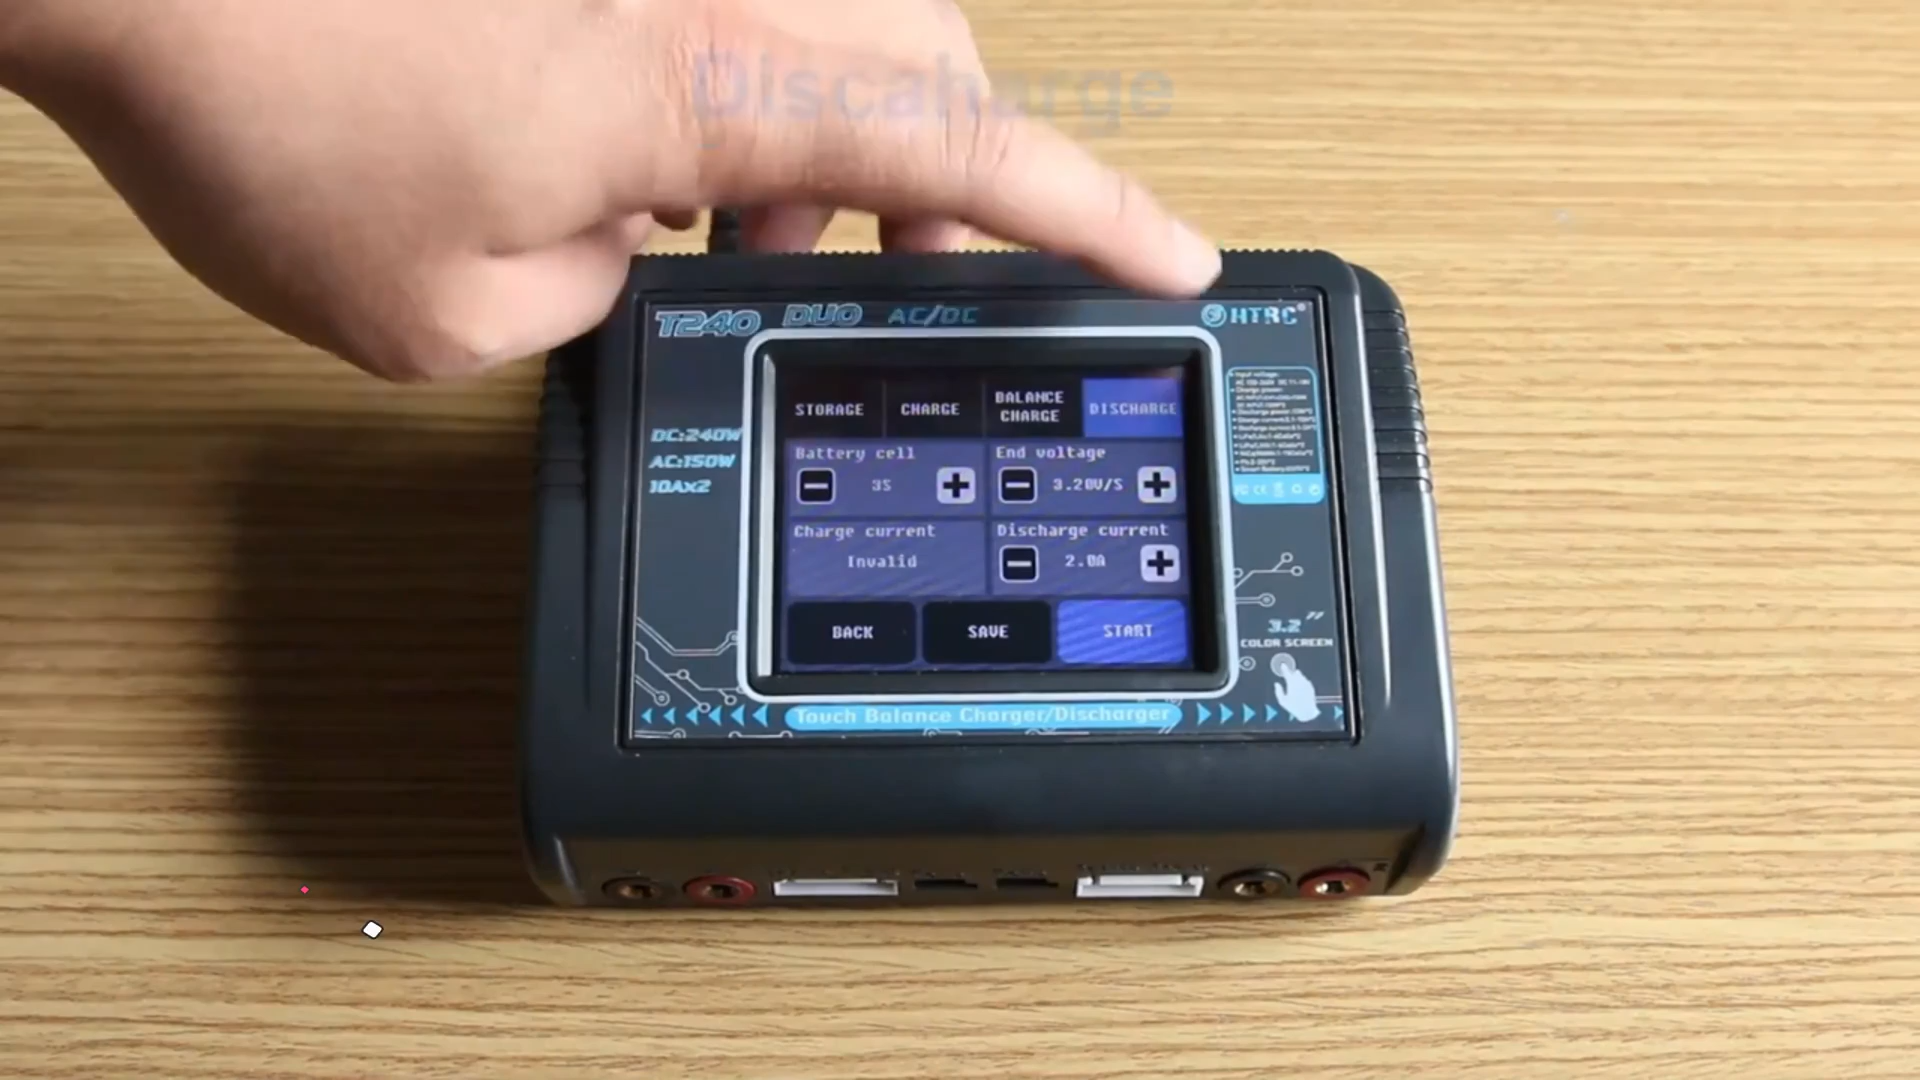 Discaharge
T240 DUO AC/DC
HTRC
DC:240W
AC:150W
10Ax2
STORAGE
CHARGE
BALANCE
CHARGE
DISCHARGE
Battery cell
3S
End voltage
3.20V/S
Charge current
Invalid
Discharge current
2.0A
BACK
SAVE
START
3.2"
COLOR SCREEN
Touch Balance Charger/Discharger